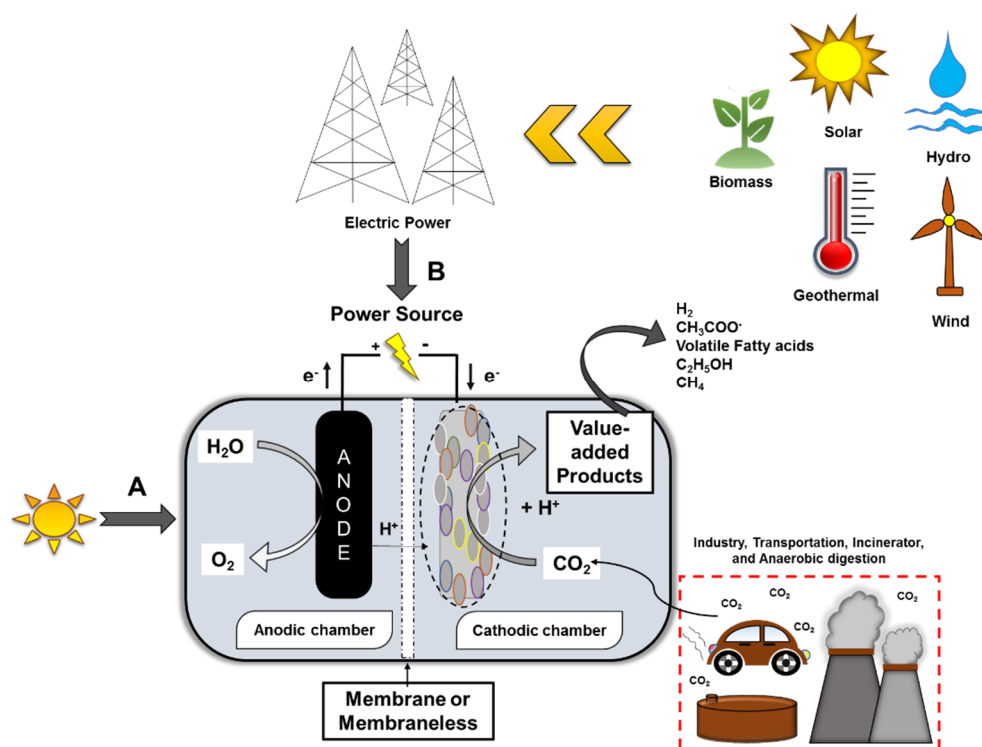 Solar
Hydro
Biomass
Geothermal
Wind
Electric Power
B
Power Source
+
-
e-
e-
H2
CH3COO-
Volatile Fatty acids
C2H5OH
CH4
A
H2O
O2
ANODE
H+
Value-
added
Products
+ H+
CO2
Anodic chamber
Cathodic chamber
Membrane or
Membraneless
Industry, Transportation, Incinerator,
and Anaerobic digestion
CO2
CO2
CO2
CO2
CO2